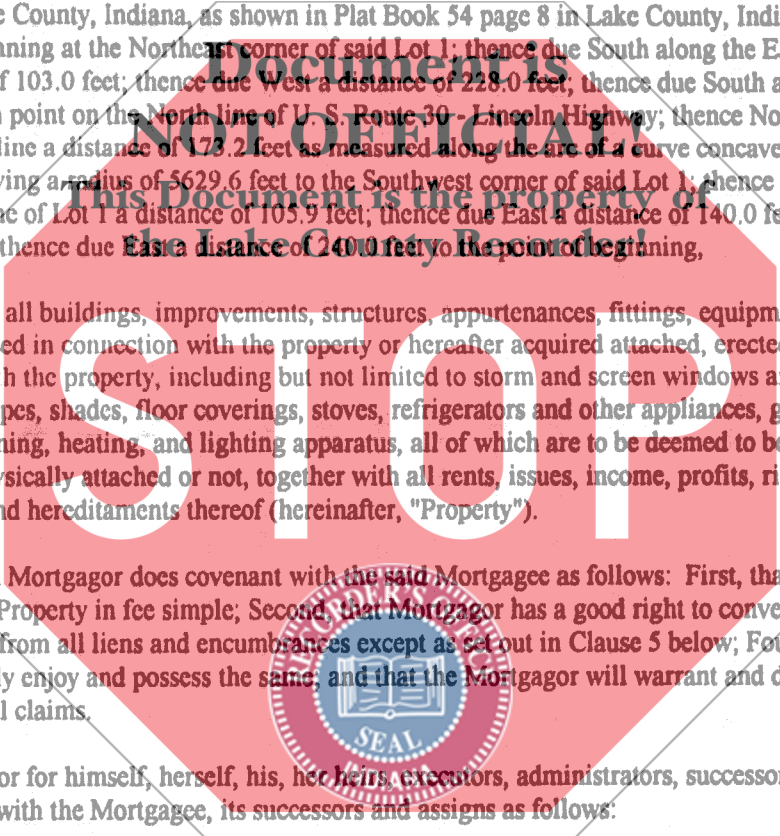 e County, Indiana, as shown in Plat Book 54 page 8 in Lake County, Indi
ning at the Northeast corner of said Lot 1; thence due South along the E
Document is
f 103.0 feet; thence due West a distance of 228.0 feet; thence due South a
point on the North line of U. S. Route 30 - Lincoln Highway; thence No
NOT OFFICIAL!
line a distance of 173.2 feet as measured along the arc of a curve concave
ving a radius of 5629.6 feet to the Southwest corner of said Lot 1; thence
This Document is the property of
ne of Lot 1 a distance of 105.9 feet; thence due East a distance of 140.0 fe
the Lake County Recorder!
thence due East a distance of 240.0 feet to the point of beginning,
STOP
all buildings, improvements, structures, appurtenances, fittings, equipm
ed in connection with the property or hereafter acquired attached, erected
h the property, including but not limited to storm and screen windows a
pes, shades, floor coverings, stoves, refrigerators and other appliances, g
ning, heating, and lighting apparatus, all of which are to be deemed to be
ysically attached or not, together with all rents, issues, income, profits, ri
nd hereditaments thereof (hereinafter, "Property").
Mortgagor does covenant with the said Mortgagee as follows: First, tha
Property in fee simple; Second, that Mortgagor has a good right to conve
from all liens and encumbrances except as set out in Clause 5 below; Fou
ly enjoy and possess the same; and that the Mortgagor will warrant and d
l claims.
SEAL
INDIANA
or for himself, herself, his, her heirs, executors, administrators, successor
with the Mortgagee, its successors and assigns as follows: